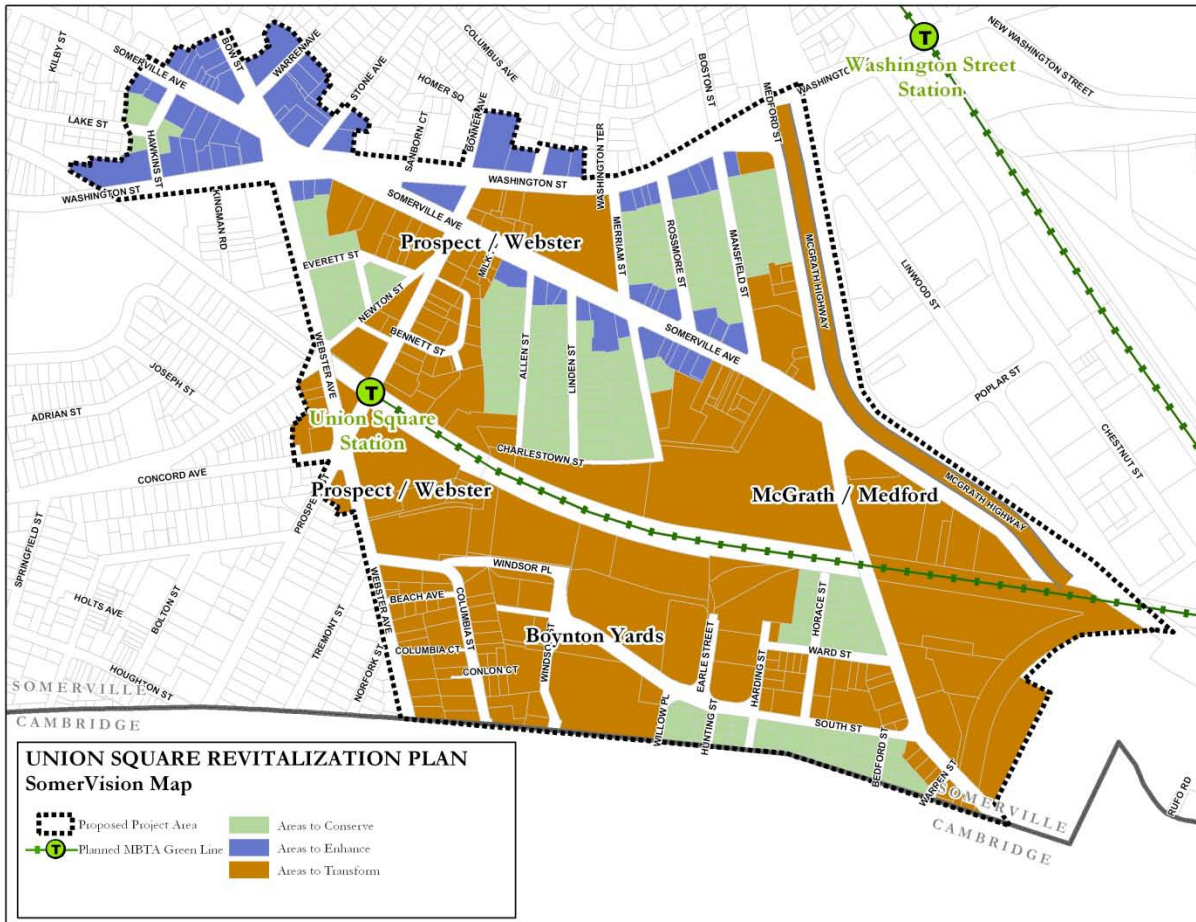 KILBY ST
SOMERVILLE AVE
BOW ST
WARREN AVE
STONE AVE
COLUMBUS AVE
HOMER SQ
BOSTON ST
MEDFORD ST
WASHINGTON
NEW WASHINGTON STREET
Washington Street
Station
LAKE ST
HAWKINS ST
SANBORN CT
BONNER AVE
WASHINGTON TER
WASHINGTON ST
WASHINGTON ST
KINGMAN RD
SOMERVILLE AVE
Prospect / Webster
MILK
MERRIAM ST
ROSSMORE ST
MANSFIELD ST
MCGRATH HIGHWAY
LINWOOD ST
EVERETT ST
NEWTON ST
BENNETT ST
ALLEN ST
LINDEN ST
SOMERVILLE AVE
WEBSTER AVE
JOSEPH ST
ADRIAN ST
Union Square
Station
POPLAR ST
CHESTNUT ST
CHARLESTOWN ST
CONCORD AVE
Prospect / Webster
McGrath / Medford
MCGRATH HIGHWAY
PROSPECT ST
SPRINGFIELD ST
WINDSOR PL
BEACH AVE
COLUMBIA ST
WEBSTER AVE
HOLTS AVE
BOLTON ST
TREMONT ST
NORFORK ST
COLUMBIA CT
CONLON CT
WINDSOR ST
Boynton Yards
EARLE STREET
HARDING ST
HORACE ST
WARD ST
HOUGHTON ST
SOMERVILLE
CAMBRIDGE
WILLOW PL
HUNTING ST
SOUTH ST
BEDFORD ST
WARREN ST
SOMERVILLE
CAMBRIDGE
RUFO RD
UNION SQUARE REVITALIZATION PLAN
SomerVision Map
Proposed Project Area
T Planned MBTA Green Line
Areas to Conserve
Areas to Enhance
Areas to Transform
T
T